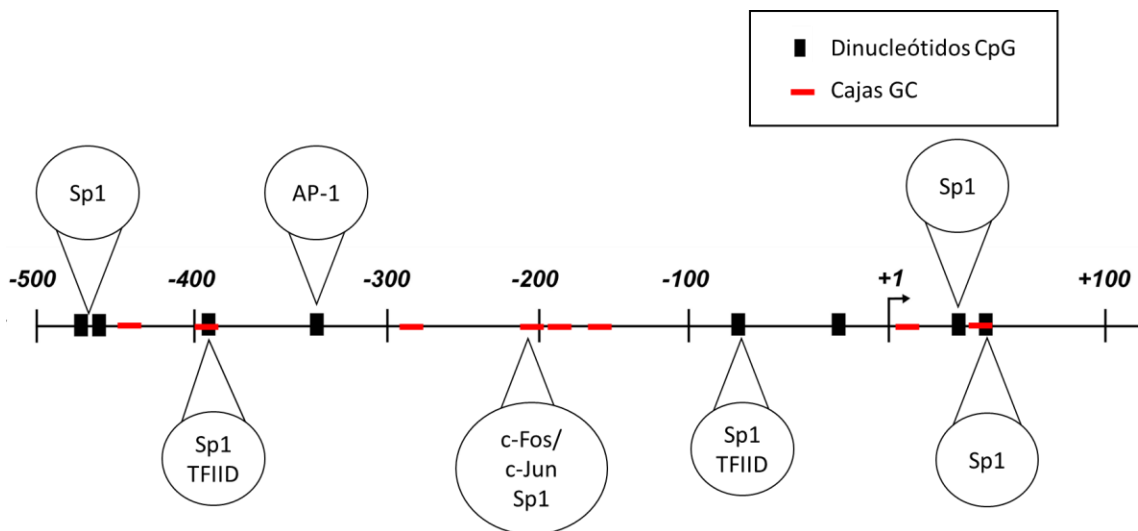 Dinucleótidos CpG
Cajas GC
Sp1
AP-1
Sp1
-500
-400
-300
-200
-100
+1
+100
Sp1
TFIID
c-Fos/
c-Jun
Sp1
Sp1
TFIID
Sp1